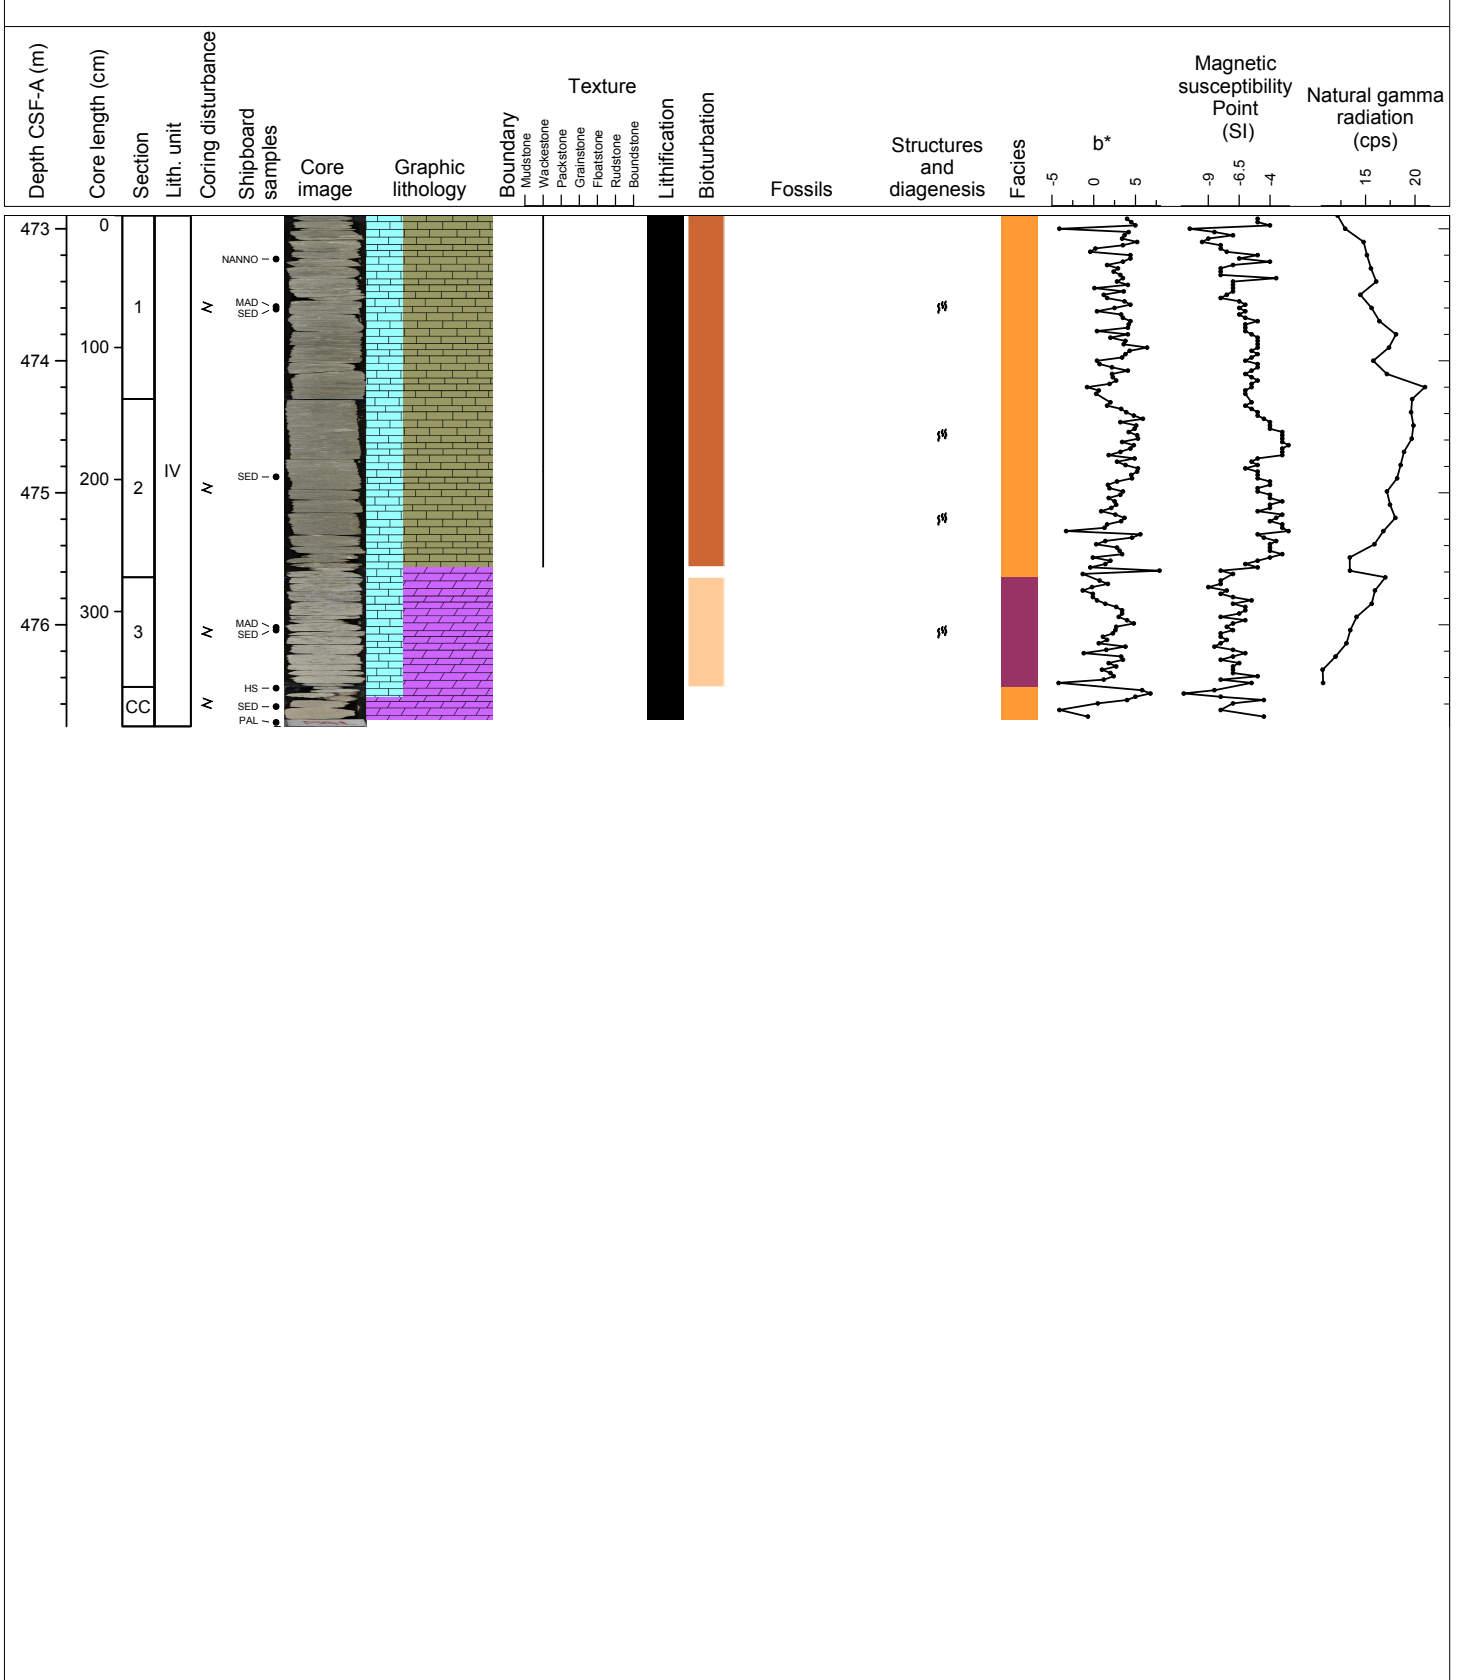 Depth CSF-A (m)
Core length (cm)
Section
Lith. unit
Coring disturbance
Shipboard
samples
Core
image
Graphic
lithology
Boundary
Texture
Mudstone
Wackestone
Packstone
Grainstone
Floatstone
Rudstone
Boundstone
Lithification
Bioturbation
Fossils
Structures
and
diagenesis
Facies
b*
-5
0
5
Magnetic
susceptibility
Point
(SI)
-9
-6.5
-4
Natural gamma
radiation
(cps)
15
20
473
474
475
476
0
100
200
300
1
2
3
CC
IV
NANNO
MAD
SED
SED
MAD
SED
HS
SED
PAL